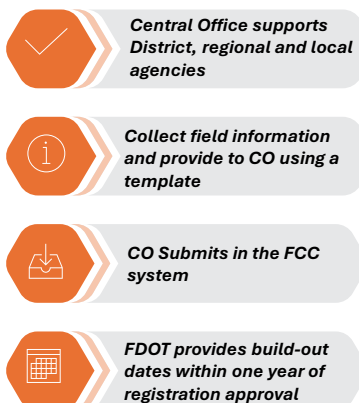 Central Office supports
District, regional and local
agencies
Collect field information
and provide to CO using a
template
CO Submits in the FCC
system
FDOT provides build-out
dates within one year of
registration approval